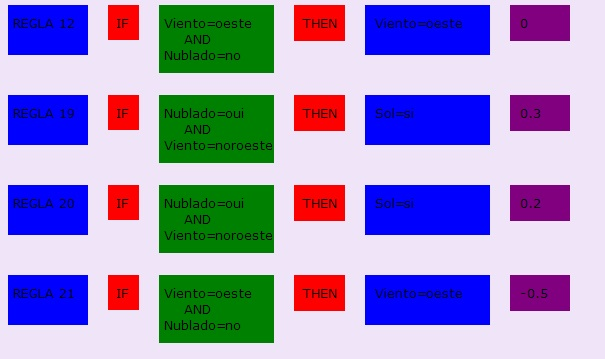 REGLA 12 IF Viento=oeste THEN Viento=oeste 0
AND
Nublado=no
REGLA 19 IF Nublado=oui THEN Sol=si 0.3
AND
Viento=noroeste
REGLA 20 IF Nublado=oui THEN Sol=si 0.2
AND
Viento=noroeste
REGLA 21 IF Viento=oeste THEN Viento=oeste -0.5
AND
Nublado=no